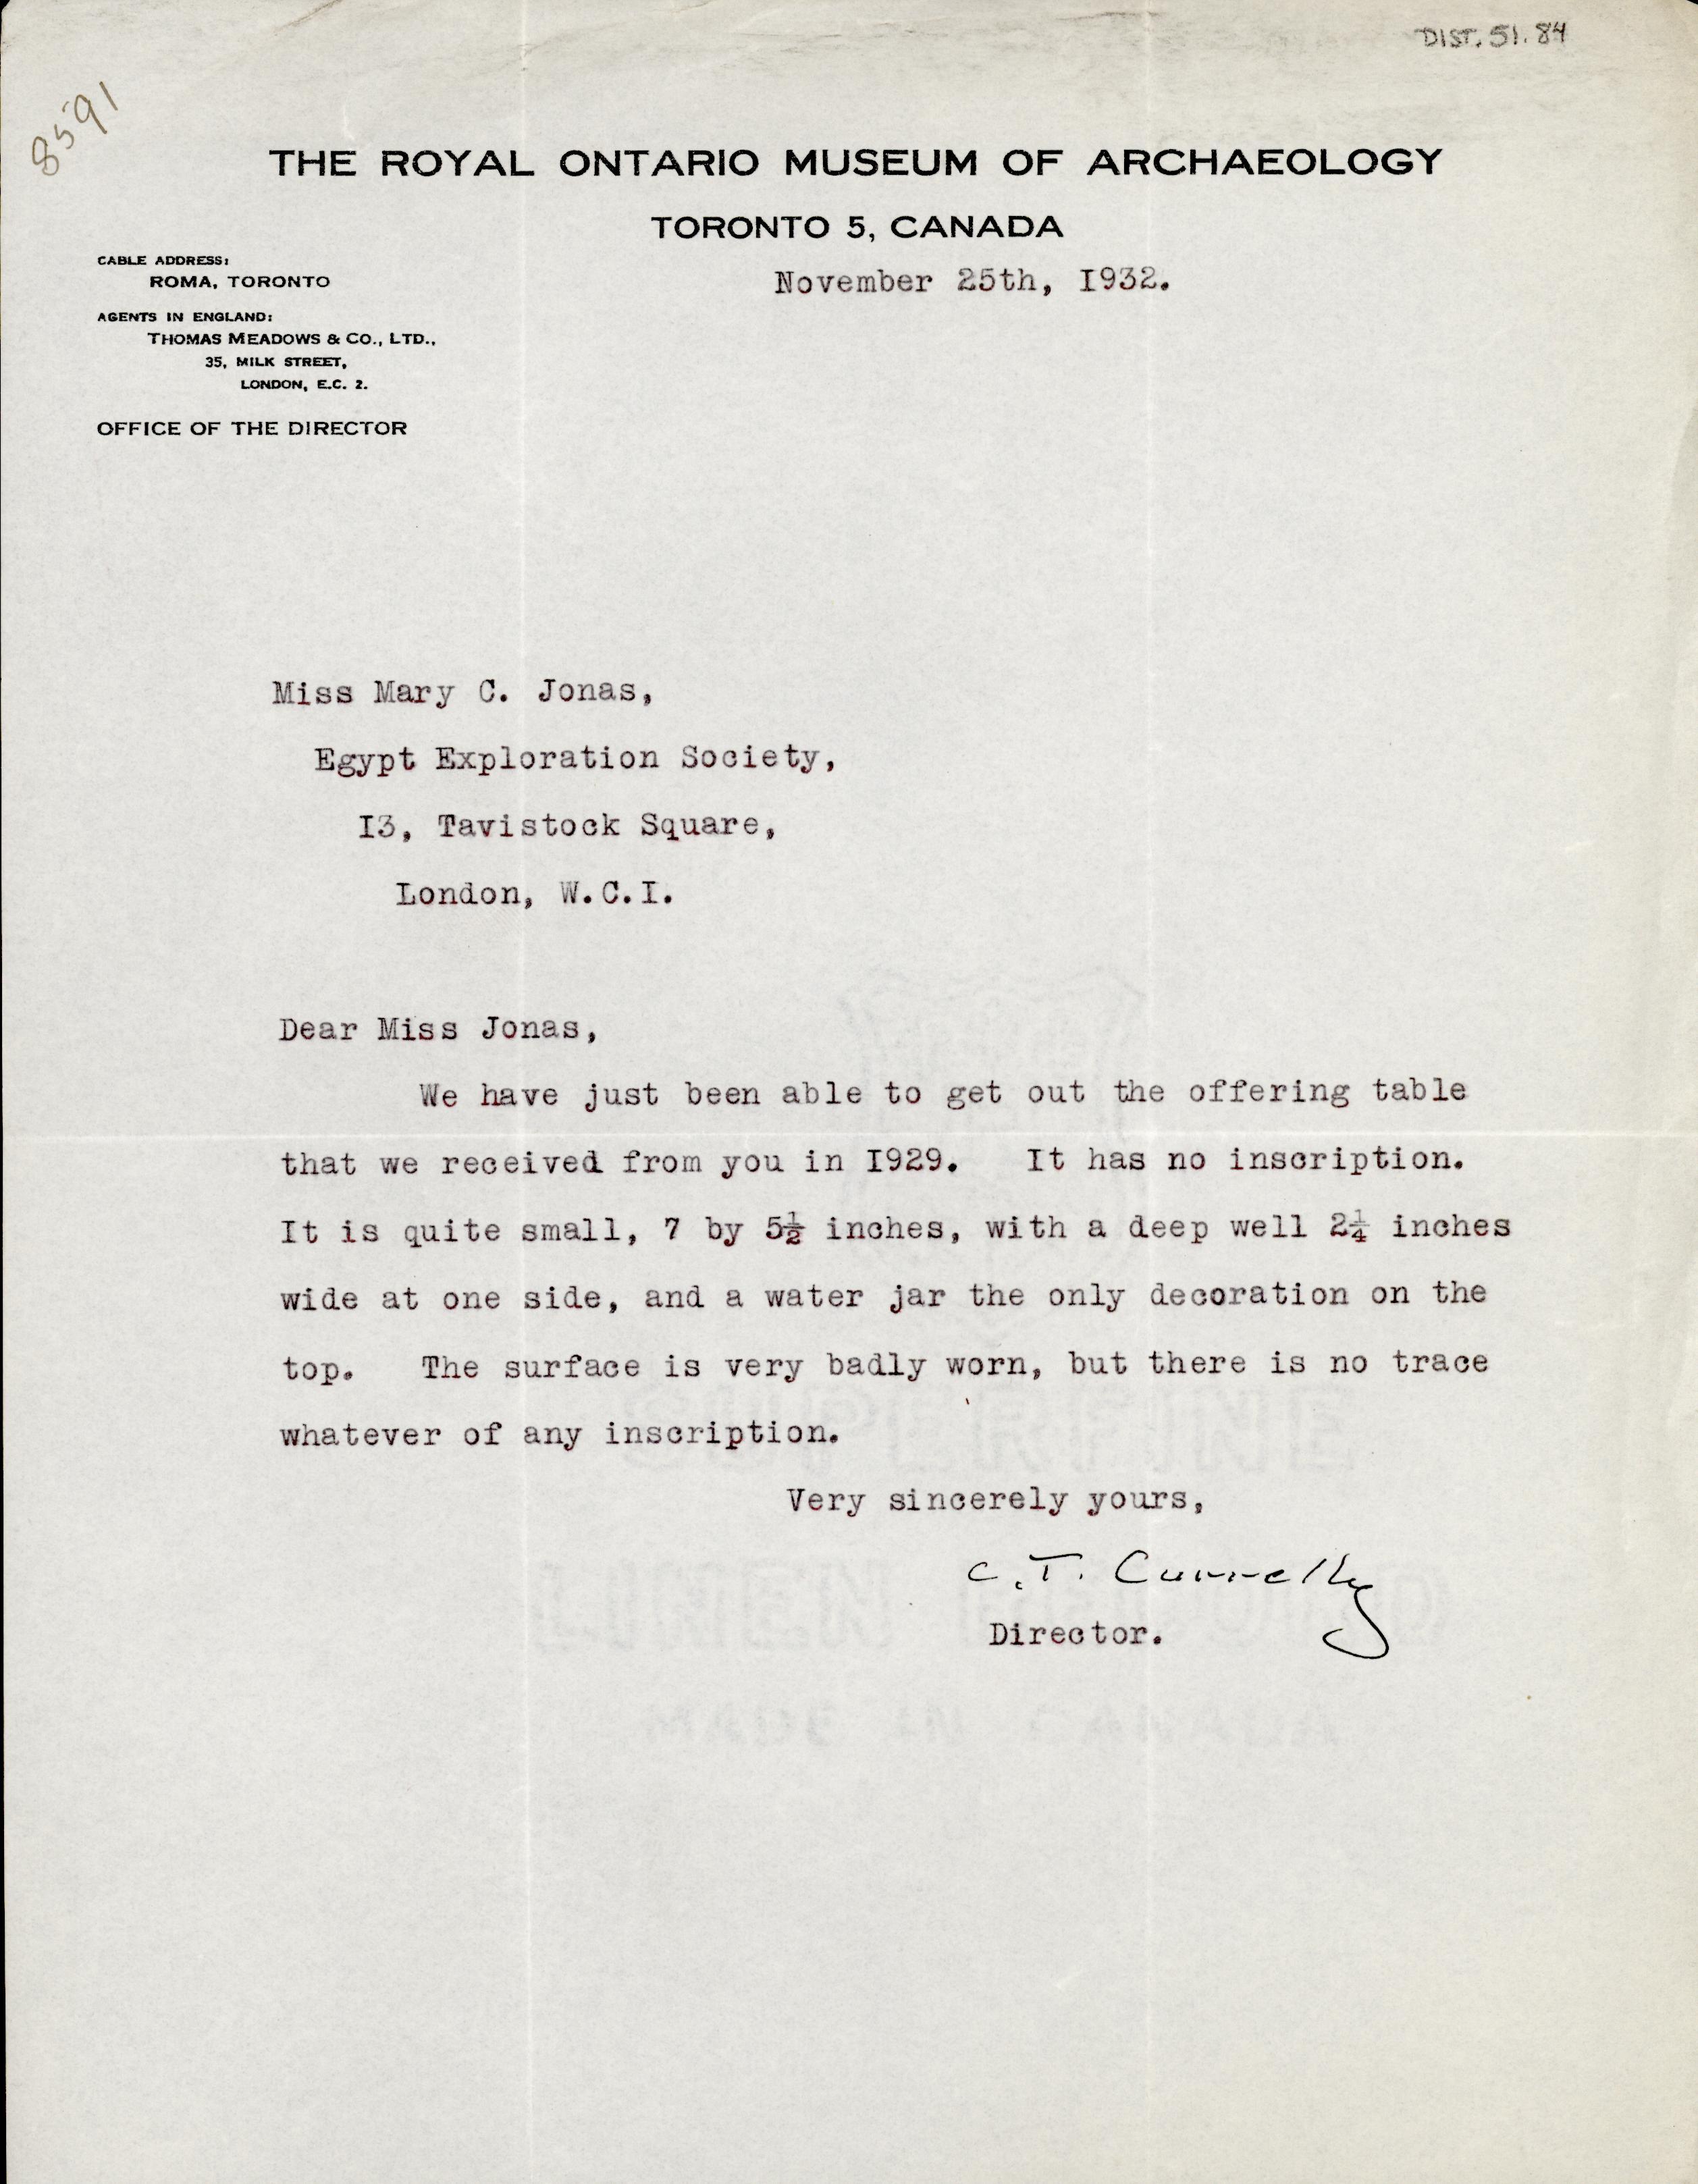 DIST. 51.84
8591
THE ROYAL ONTARIO MUSEUM OF ARCHAEOLOGY
TORONTO 5, CANADA
CABLE ADDRESS:
ROMA, TORONTO
November 25th, I932.
AGENTS IN ENGLAND:
THOMAS MEADOWS & CO., LTD.,
35, MILK STREET,
LONDON, E.C. 2.
OFFICE OF THE DIRECTOR
Miss Mary C. Jonas,
Egypt Exploration Society,
I3, Tavistock Square,
London, W.C.I.
Dear Miss Jonas,
We have just been able to get out the offering table
that we received from you in I929. It has no inscription.
It is quite small, 7 by 5½ inches, with a deep well 2¼ inches
wide at one side, and a water jar the only decoration on the
top. The surface is very badly worn, but there is no trace
whatever of any inscription.
Very sincerely yours,
C. T. Currelly
Director.